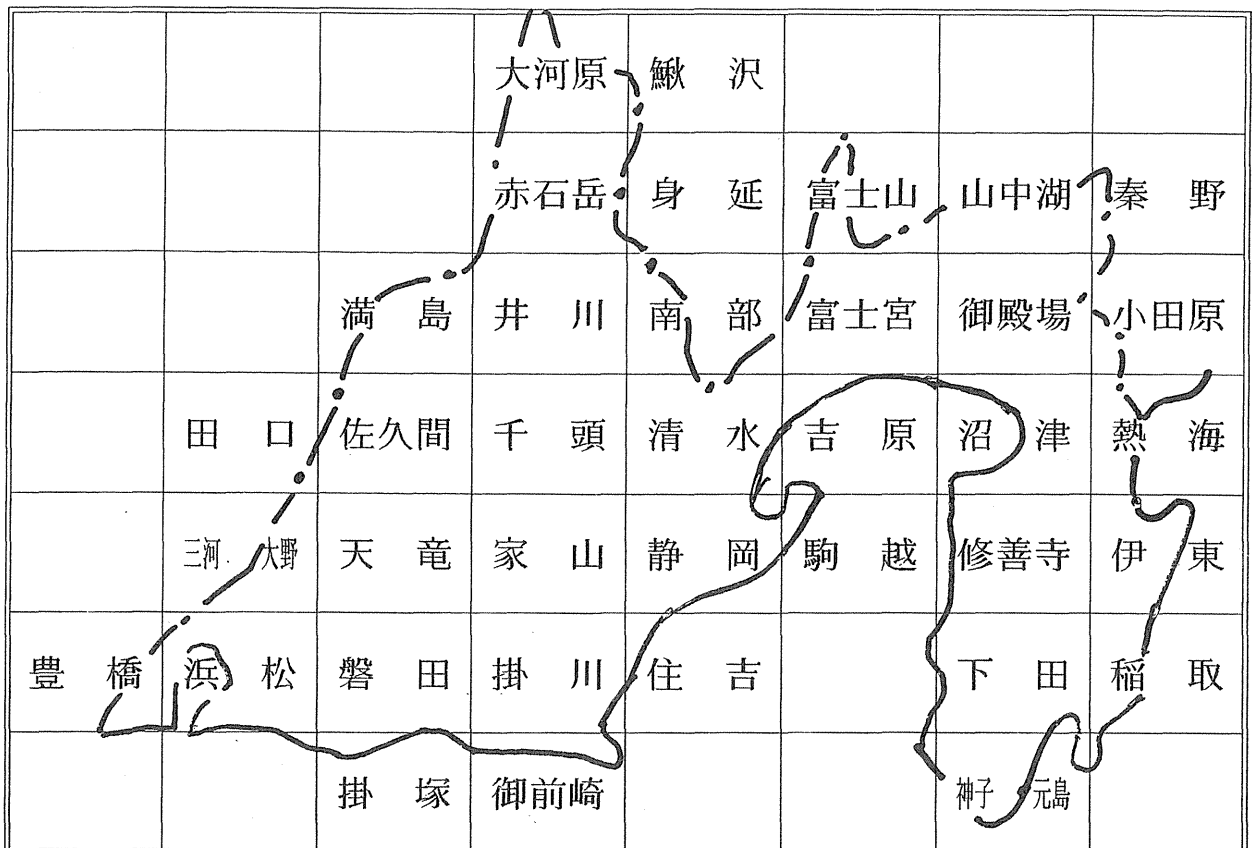 大河原 鰍沢
赤石岳 身延 富士山 山中湖 秦野
満島 井川 南部 富士宮 御殿場 小田原
田口 佐久間 千頭 清水 吉原 沼津 熱海
三河大野 天竜 家山 静岡 駒越 修善寺 伊東
豊橋 浜松 磐田 掛川 住吉 下田 稲取
掛塚 御前崎 神子元島